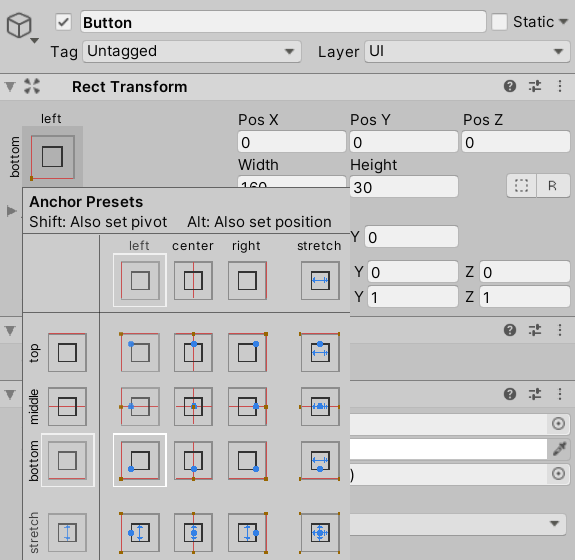 Button
Static
Tag Untagged Layer UI
Rect Transform
left
bottom
Pos X Pos Y Pos Z
0 0 0
Width Height
160 30
R
Anchor Presets
Shift: Also set pivot Alt: Also set position
Y 0
left center right stretch
Y 0 Z 0
Y 1 Z 1
top
middle
bottom
)
stretch